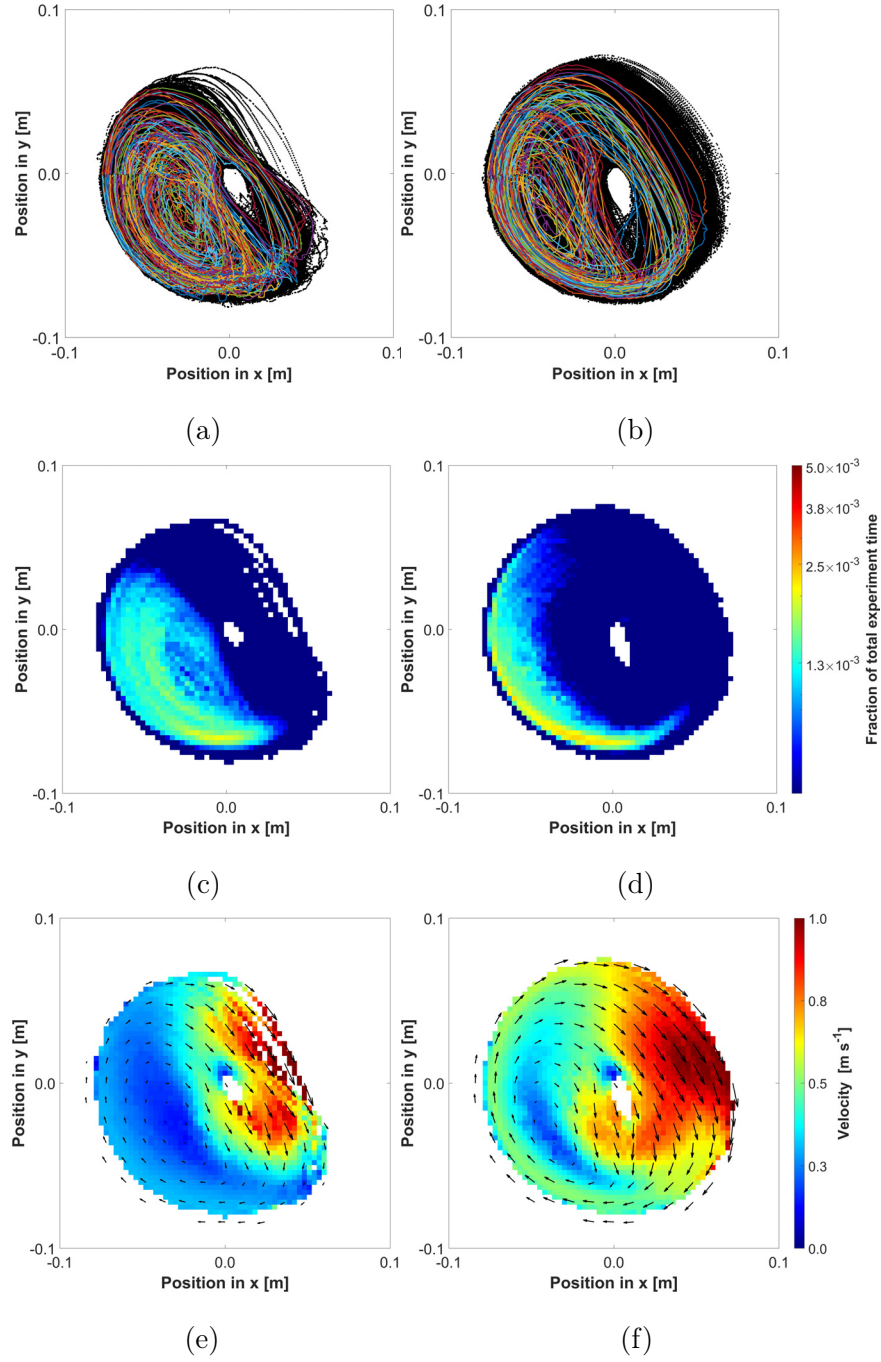 0.1
0.1
Position in y [m]
0.0
Position in y [m]
0.0
-0.1
-0.1
-0.1
0.0
0.1
-0.1
0.0
0.1
Position in x [m]
Position in x [m]
(a)
(b)
0.1
0.1
5.0×10⁻³
3.8×10⁻³
2.5×10⁻³
1.3×10⁻³
Fraction of total experiment time
Position in y [m]
0.0
Position in y [m]
0.0
-0.1
-0.1
-0.1
0.0
0.1
-0.1
0.0
0.1
Position in x [m]
Position in x [m]
(c)
(d)
0.1
0.1
1.0
0.8
0.5
0.3
0.0
Velocity [m s⁻¹]
Position in y [m]
0.0
Position in y [m]
0.0
-0.1
-0.1
-0.1
0.0
0.1
-0.1
0.0
0.1
Position in x [m]
Position in x [m]
(e)
(f)